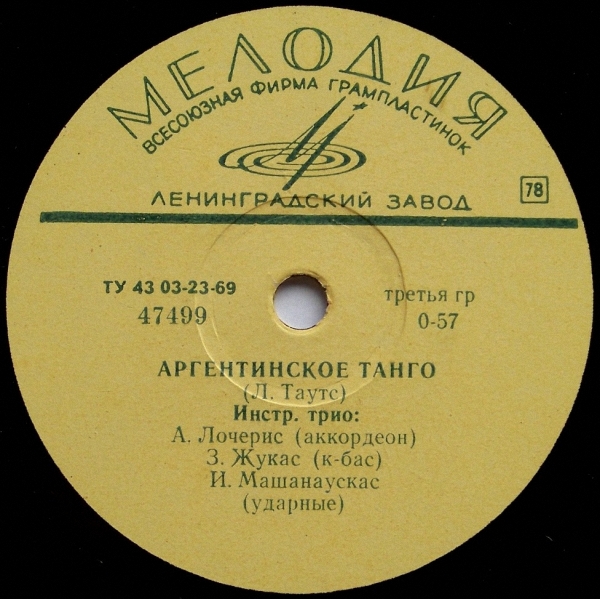 МЕЛОДИЯ
ВСЕСОЮЗНАЯ ФИРМА ГРАМПЛАСТИНОК
ЛЕНИНГРАДСКИЙ ЗАВОД
78
ТУ 43 03-23-69
третья гр
47499
0-57
АРГЕНТИНСКОЕ ТАНГО
(Л. Таутс)
Инстр. трио:
А. Лочерис (аккордеон)
З. Жукас (к-бас)
И. Машанаускас
(ударные)